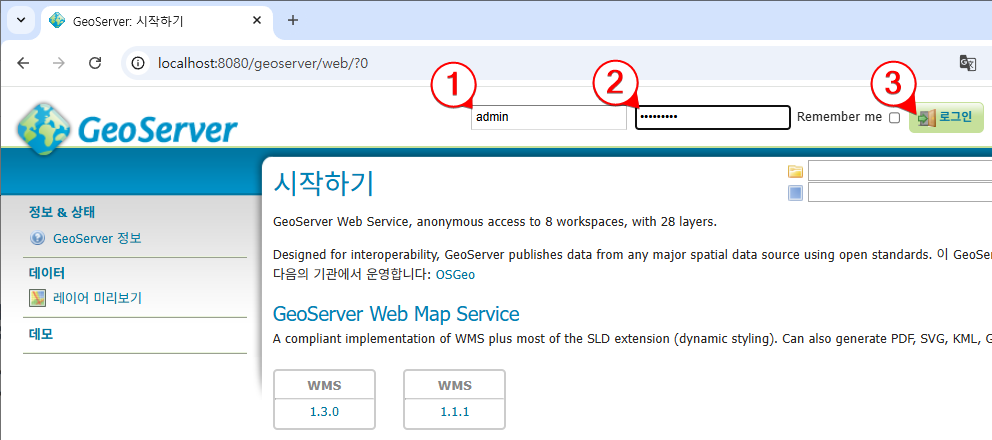 GeoServer: 시작하기
localhost:8080/geoserver/web/?0
1
2
3
GeoServer
admin
•••••••••
Remember me
로그인
정보 & 상태
GeoServer 정보
데이터
레이어 미리보기
데모
시작하기
GeoServer Web Service, anonymous access to 8 workspaces, with 28 layers.
Designed for interoperability, GeoServer publishes data from any major spatial data source using open standards. 이 GeoSer
다음의 기관에서 운영합니다: OSGeo
GeoServer Web Map Service
A compliant implementation of WMS plus most of the SLD extension (dynamic styling). Can also generate PDF, SVG, KML, G
WMS
1.3.0
WMS
1.1.1